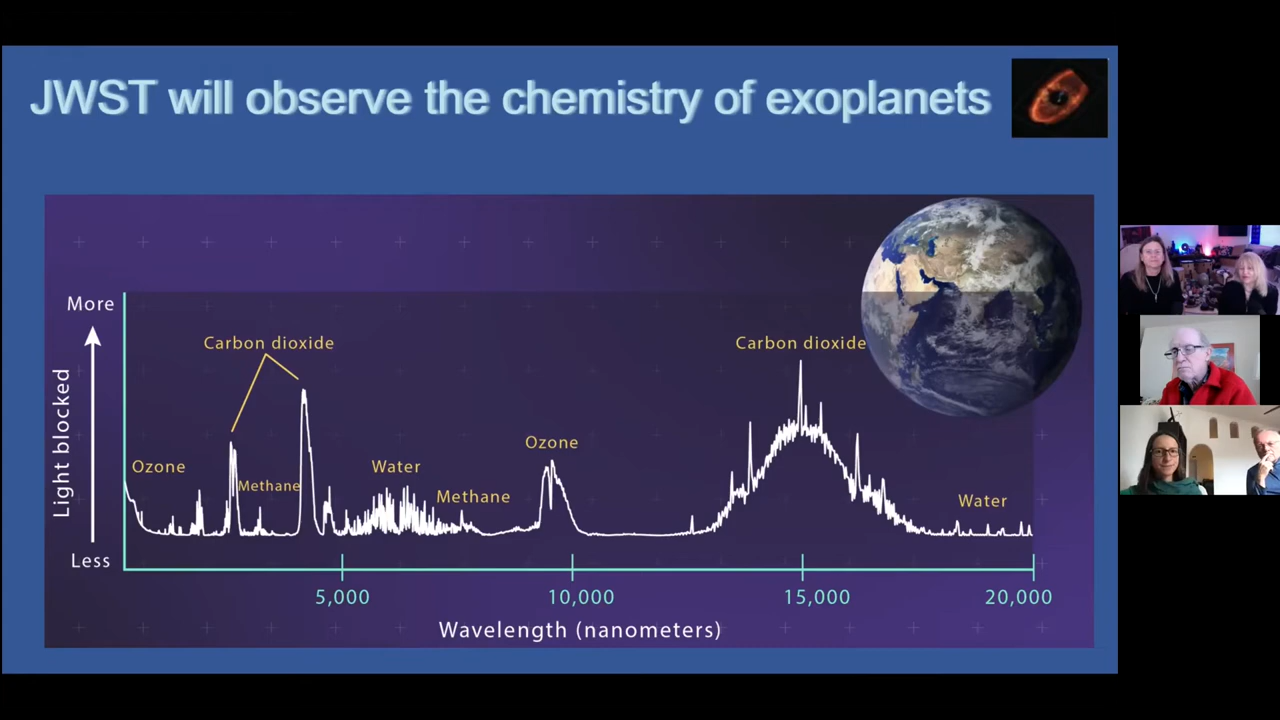 JWST will observe the chemistry of exoplanets
More
Light blocked
Less
Carbon dioxide
Carbon dioxide
Ozone
Ozone
Methane
Water
Methane
Water
5,000
10,000
15,000
20,000
Wavelength (nanometers)